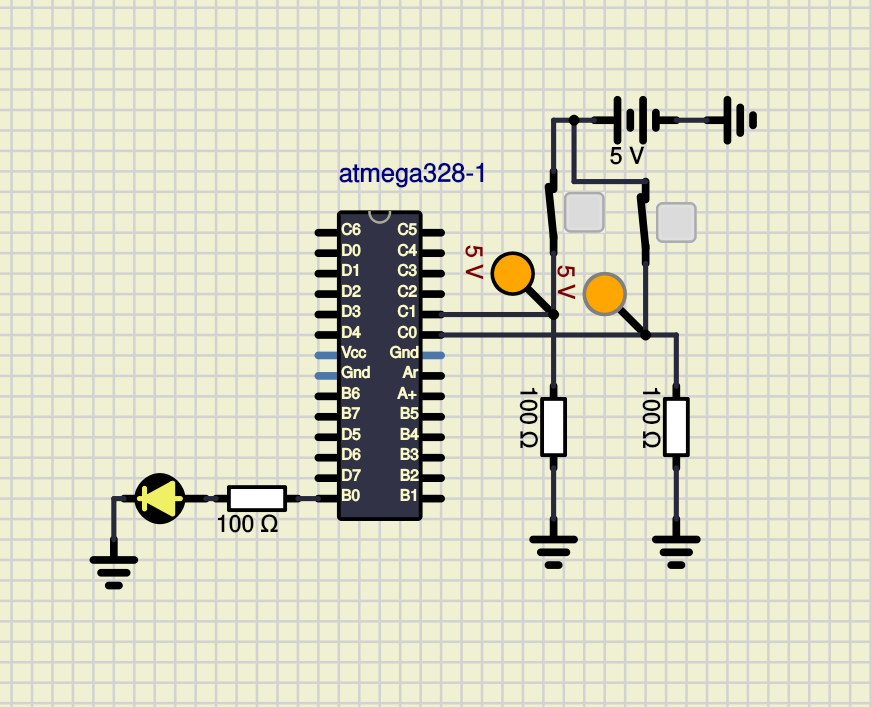 5 V
atmega328-1
C6 C5
D0 C4
D1 C3
D2 C2
D3 C1
D4 C0
Vcc Gnd
Gnd Ar
B6 A+
B7 B5
D5 B4
D6 B3
D7 B2
B0 B1
5 V
5 V
100 Ω
100 Ω
100 Ω